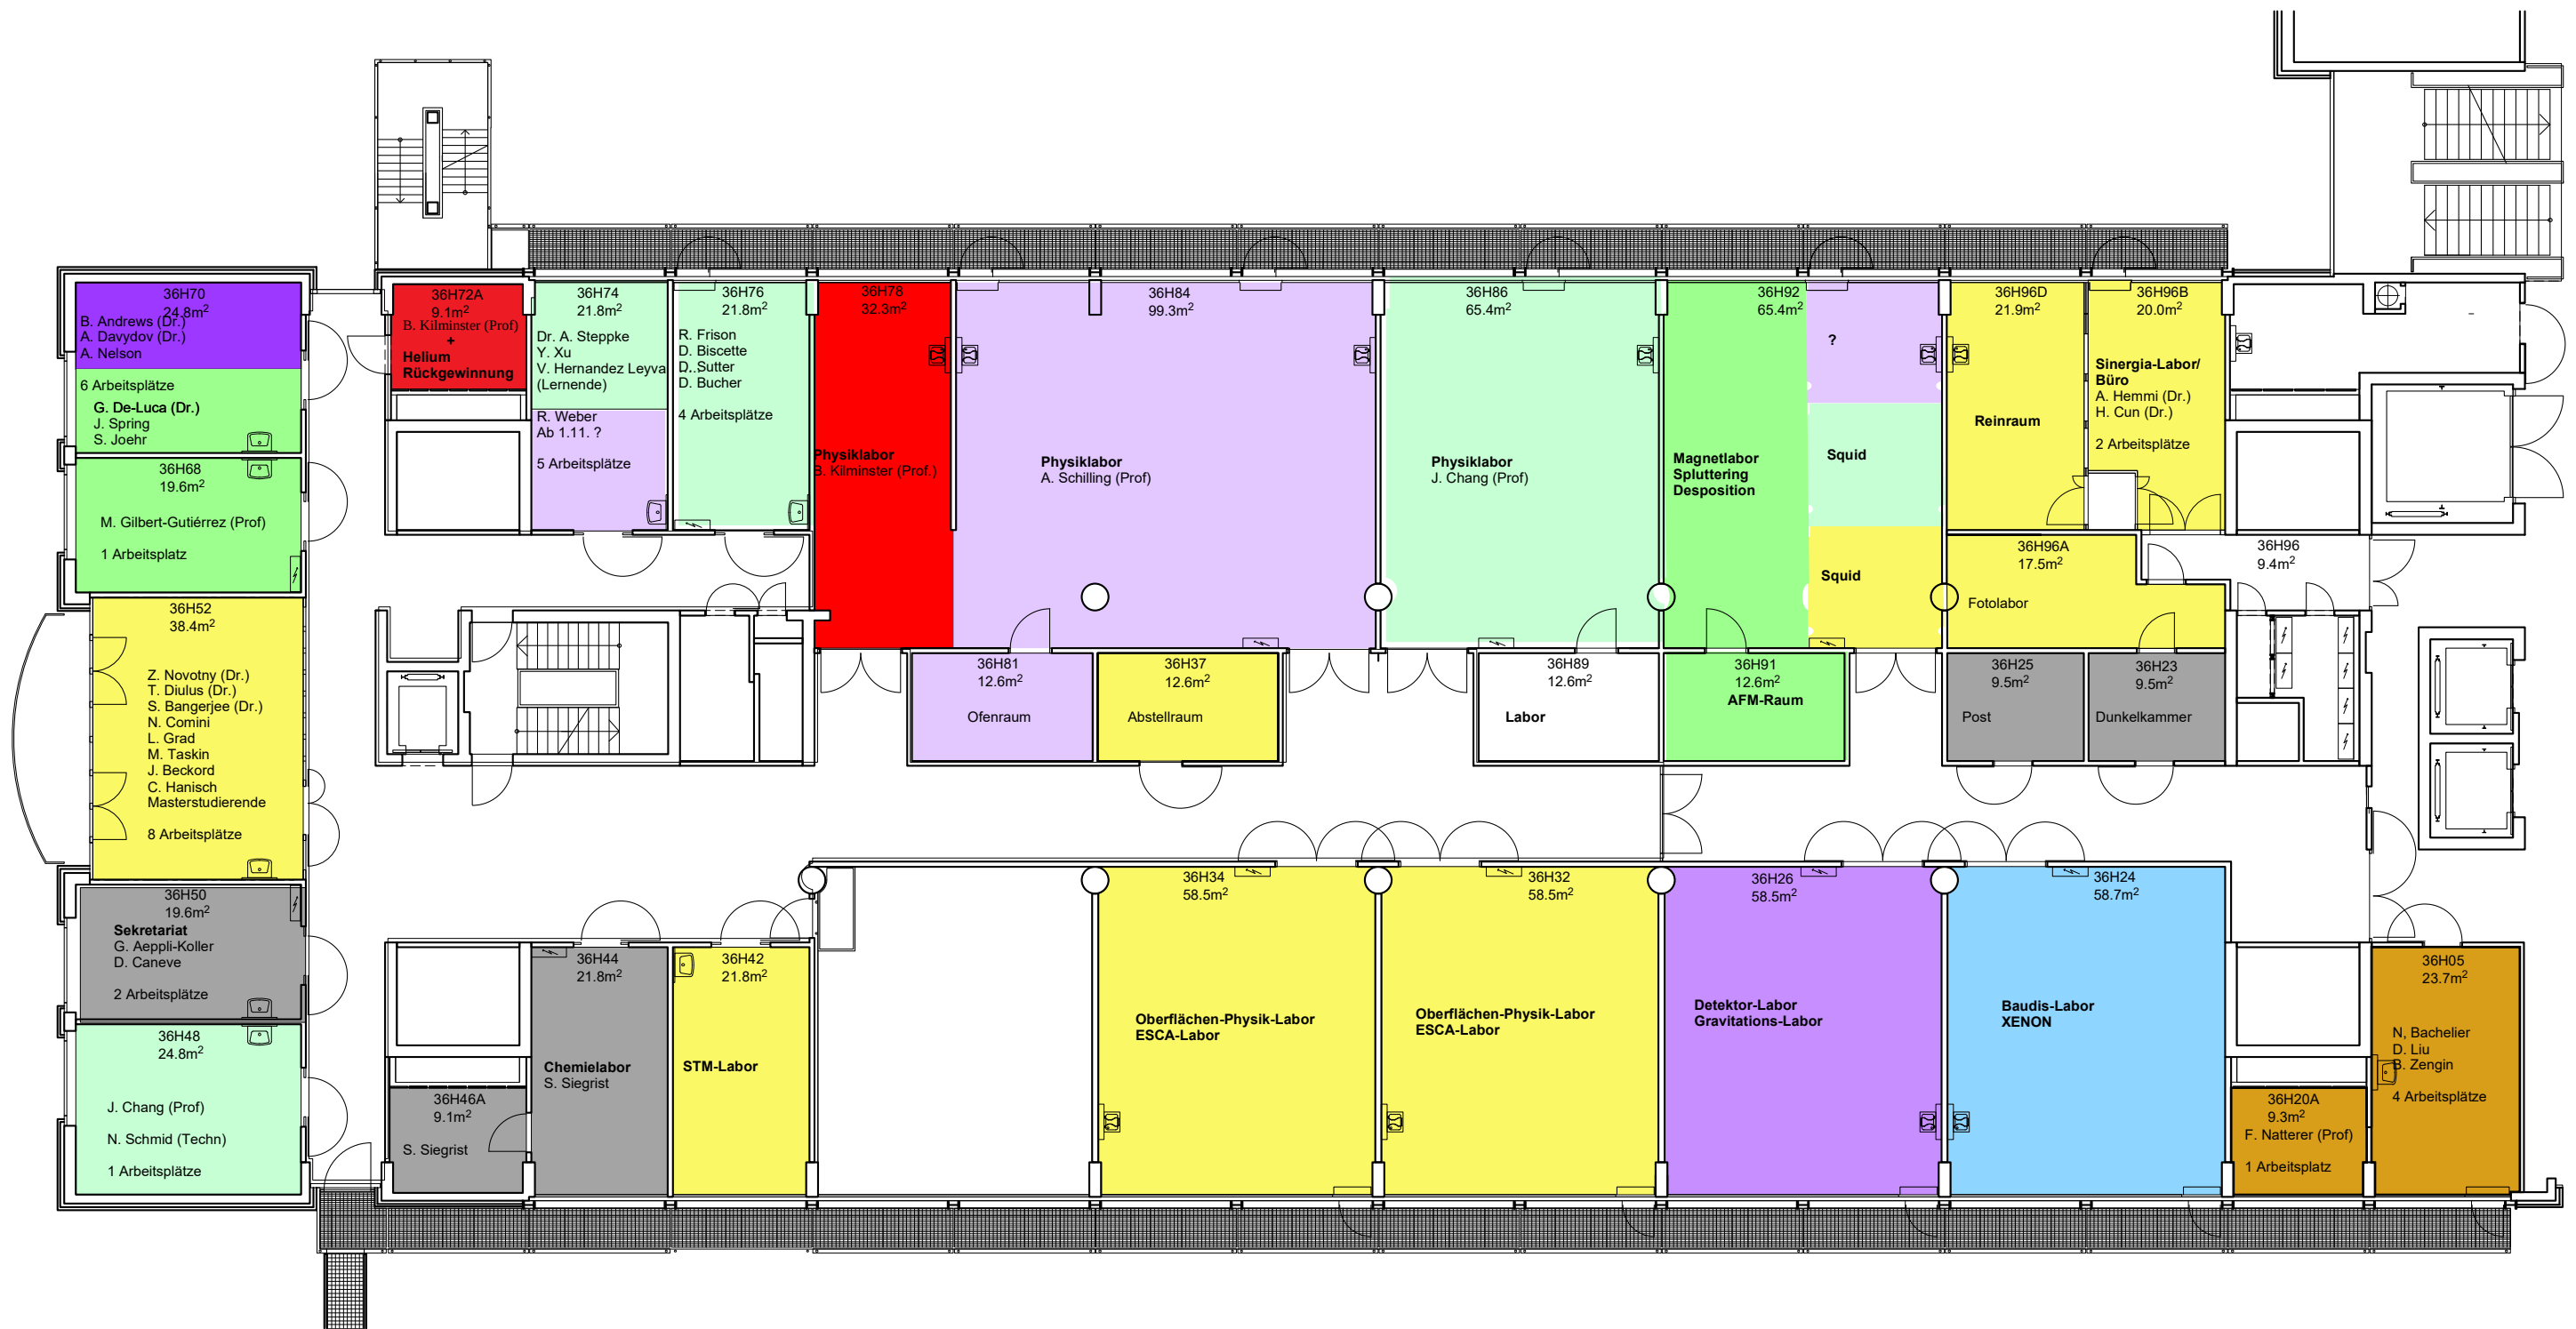 36H70
24.8m²
B. Andrews (Dr.)
A. Davydov (Dr.)
A. Nelson
6 Arbeitsplätze
G. De-Luca (Dr.)
J. Spring
S. Joehr
36H68
19.6m²
M. Gilbert-Gutiérrez (Prof)
1 Arbeitsplatz
36H52
38.4m²
Z. Novotny (Dr.)
T. Diulus (Dr.)
S. Bangerjee (Dr.)
N. Comini
L. Grad
M. Taskin
J. Beckord
C. Hanisch
Masterstudierende
8 Arbeitsplätze
36H50
19.6m²
Sekretariat
G. Aeppli-Koller
D. Caneve
2 Arbeitsplätze
36H48
24.8m²
J. Chang (Prof)
N. Schmid (Techn)
1 Arbeitsplätze
36H72A
9.1m²
B. Kilminster (Prof)
+
Helium
Rückgewinnung
36H74
21.8m²
Dr. A. Steppke
Y. Xu
V. Hernandez Leyva
(Lernende)
R. Weber
Ab 1.11. ?
5 Arbeitsplätze
36H76
21.8m²
R. Frison
D. Biscette
D..Sutter
D. Bucher
4 Arbeitsplätze
36H78
32.3m²
Physiklabor
B. Kilminster (Prof.)
36H84
99.3m²
Physiklabor
A. Schilling (Prof)
36H86
65.4m²
Physiklabor
J. Chang (Prof)
36H92
65.4m²
Magnetlabor
Spluttering
Desposition
?
Squid
Squid
36H96D
21.9m²
Reinraum
36H96B
20.0m²
Sinergia-Labor/
Büro
A. Hemmi (Dr.)
H. Cun (Dr.)
2 Arbeitsplätze
36H96A
17.5m²
Fotolabor
36H96
9.4m²
36H81
12.6m²
Ofenraum
36H37
12.6m²
Abstellraum
36H89
12.6m²
Labor
36H91
12.6m²
AFM-Raum
36H25
9.5m²
Post
36H23
9.5m²
Dunkelkammer
36H46A
9.1m²
S. Siegrist
36H44
21.8m²
Chemielabor
S. Siegrist
36H42
21.8m²
STM-Labor
36H34
58.5m²
Oberflächen-Physik-Labor
ESCA-Labor
36H32
58.5m²
Oberflächen-Physik-Labor
ESCA-Labor
36H26
58.5m²
Detektor-Labor
Gravitations-Labor
36H24
58.7m²
Baudis-Labor
XENON
36H20A
9.3m²
F. Natterer (Prof)
1 Arbeitsplatz
36H05
23.7m²
N, Bachelier
D. Liu
B. Zengin
4 Arbeitsplätze